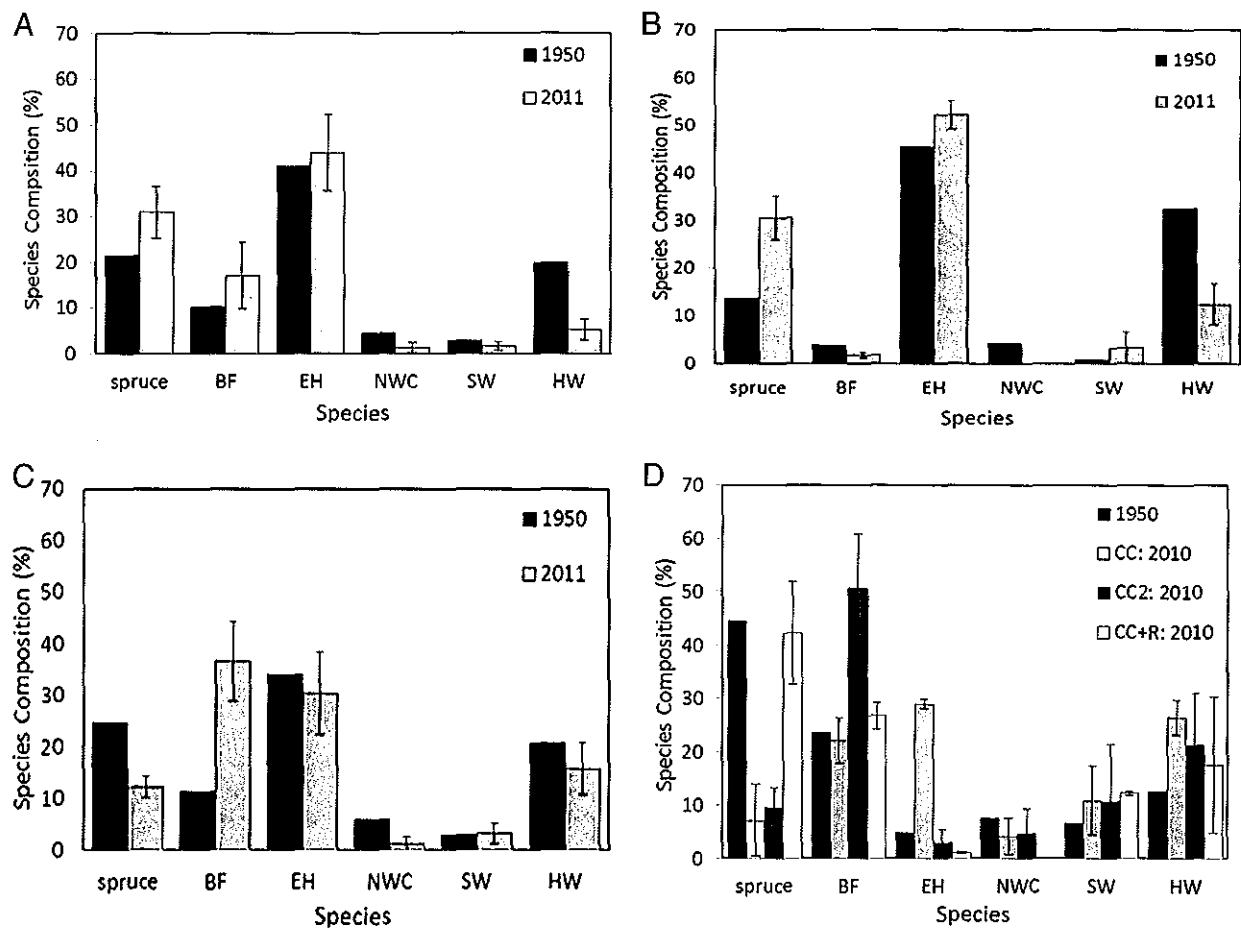 A
Species Composition (%)
70
60
50
40
30
20
10
0
1950
2011
spruce BF EH NWC SW HW
Species
B
Species Composition (%)
70
60
50
40
30
20
10
0
1950
2011
spruce BF EH NWC SW HW
Species
C
Species Composition (%)
70
60
50
40
30
20
10
0
1950
2011
spruce BF EH NWC SW HW
Species
D
Species Composition (%)
70
60
50
40
30
20
10
0
1950
CC: 2010
CC2: 2010
CC+R: 2010
spruce BF EH NWC SW HW
Species